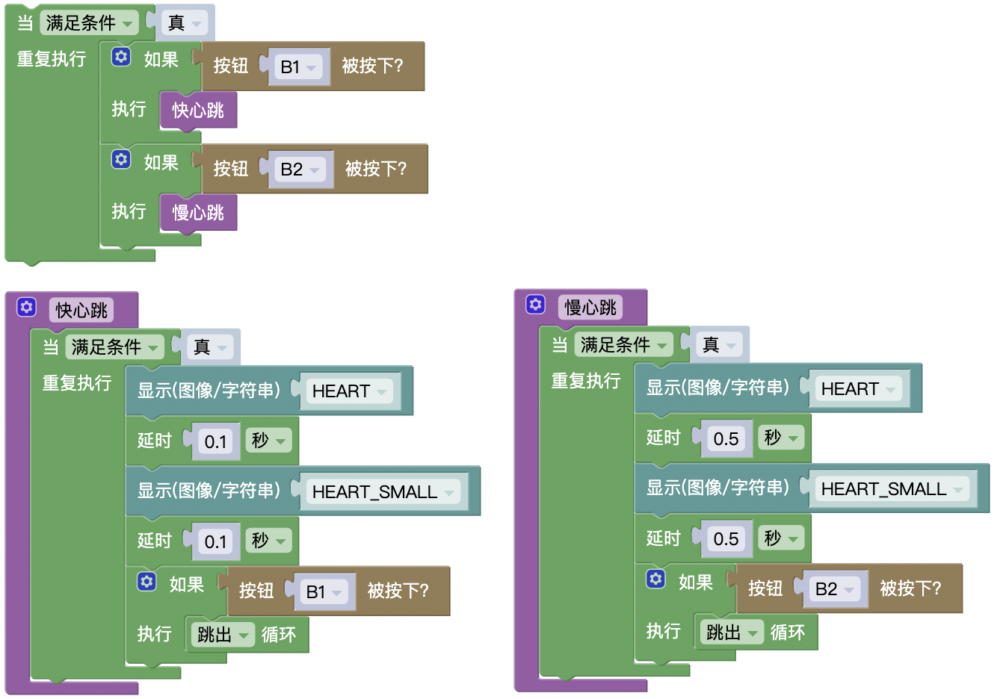 当 满足条件 真
重复执行 如果 按钮 B1 被按下?
执行 快心跳
如果 按钮 B2 被按下?
执行 慢心跳
快心跳
当 满足条件 真
重复执行 显示(图像/字符串) HEART
延时 0.1 秒
显示(图像/字符串) HEART_SMALL
延时 0.1 秒
如果 按钮 B1 被按下?
执行 跳出 循环
慢心跳
当 满足条件 真
重复执行 显示(图像/字符串) HEART
延时 0.5 秒
显示(图像/字符串) HEART_SMALL
延时 0.5 秒
如果 按钮 B2 被按下?
执行 跳出 循环